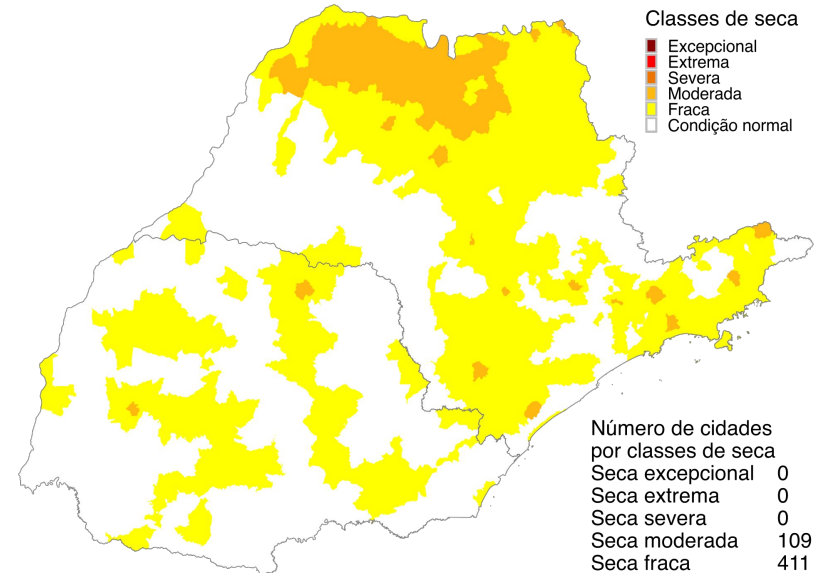 Classes de seca
Excepcional
Extrema
Severa
Moderada
Fraca
Condição normal
Número de cidades
por classes de seca
Seca excepcional 0
Seca extrema 0
Seca severa 0
Seca moderada 109
Seca fraca 411